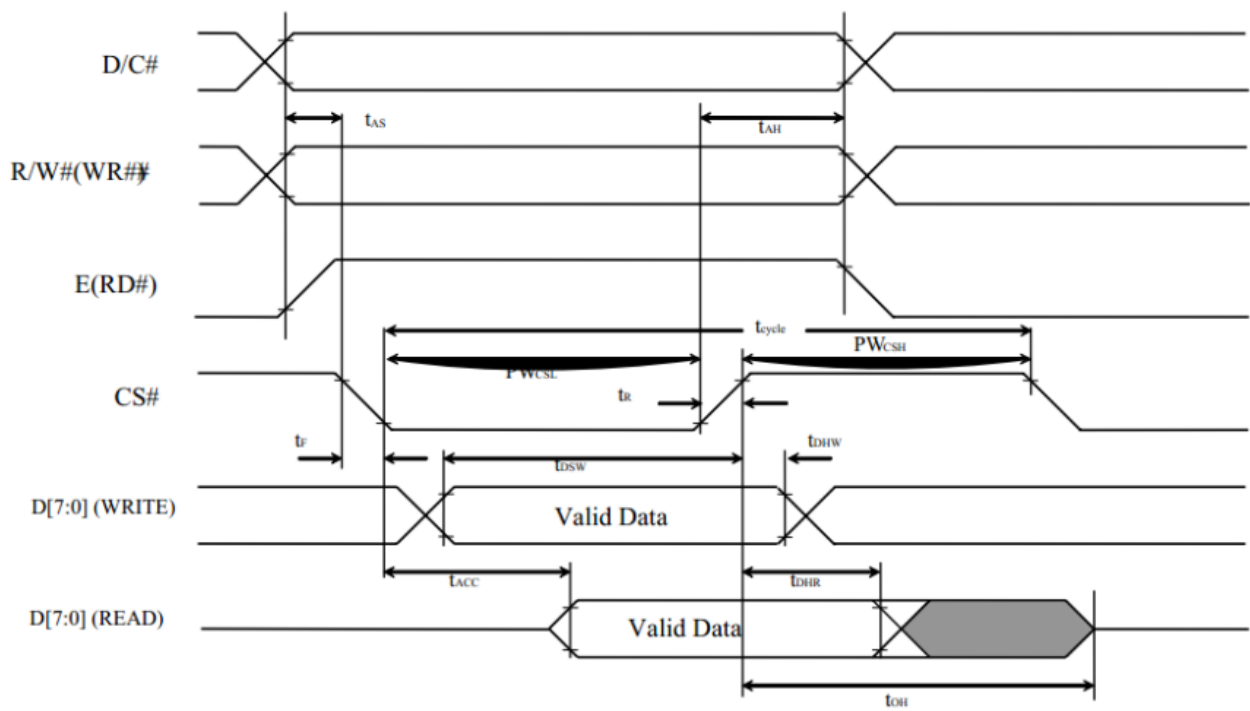 D/C#
tAS
tAH
R/W#(WR##
E(RD#)
tcycle
PWCSH
PWCSL
CS#
tR
tF
tDHW
tDSW
D[7:0] (WRITE)
Valid Data
tACC
tDHR
D[7:0] (READ)
Valid Data
tOH